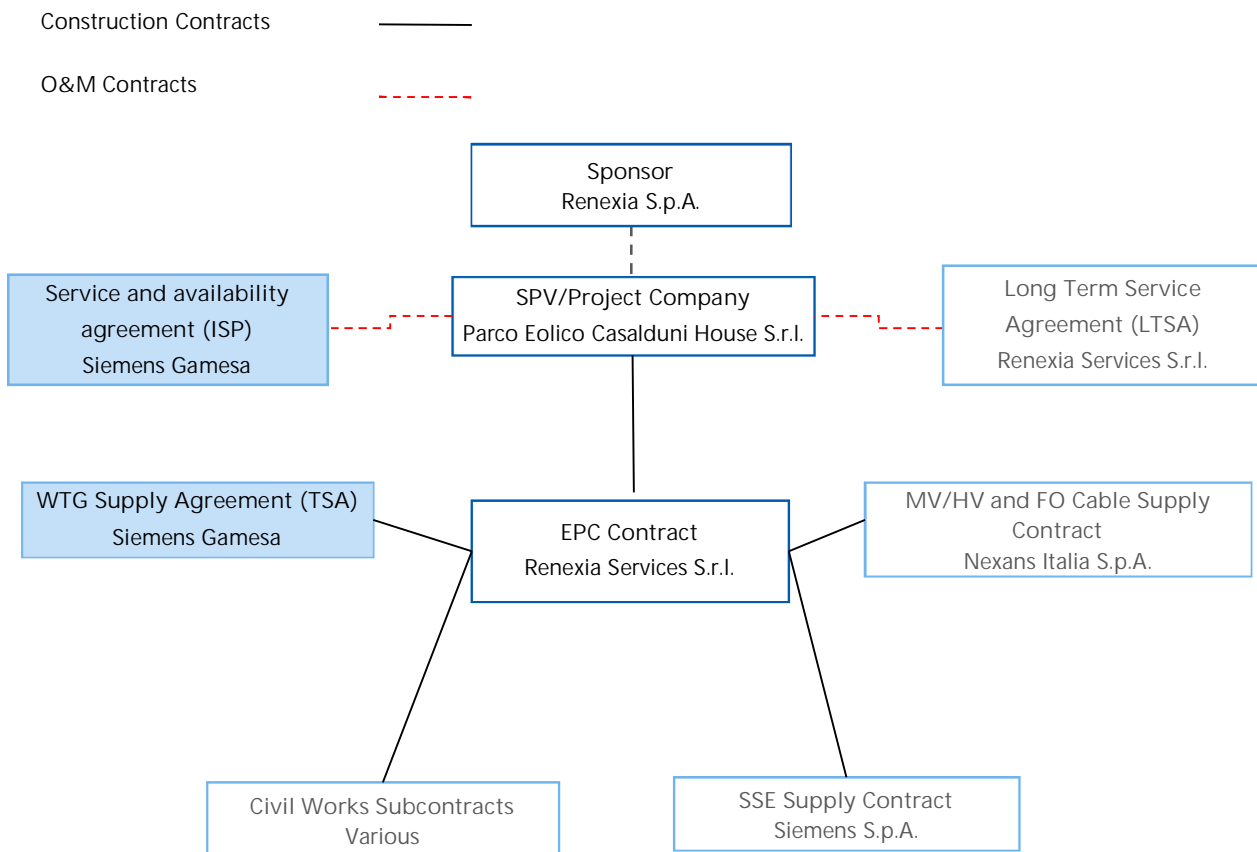 Construction Contracts
O&M Contracts
Sponsor
Renexia S.p.A.
Service and availability
agreement (ISP)
Siemens Gamesa
SPV/Project Company
Parco Eolico Casalduni House S.r.l.
Long Term Service
Agreement (LTSA)
Renexia Services S.r.l.
WTG Supply Agreement (TSA)
Siemens Gamesa
EPC Contract
Renexia Services S.r.l.
MV/HV and FO Cable Supply
Contract
Nexans Italia S.p.A.
Civil Works Subcontracts
Various
SSE Supply Contract
Siemens S.p.A.